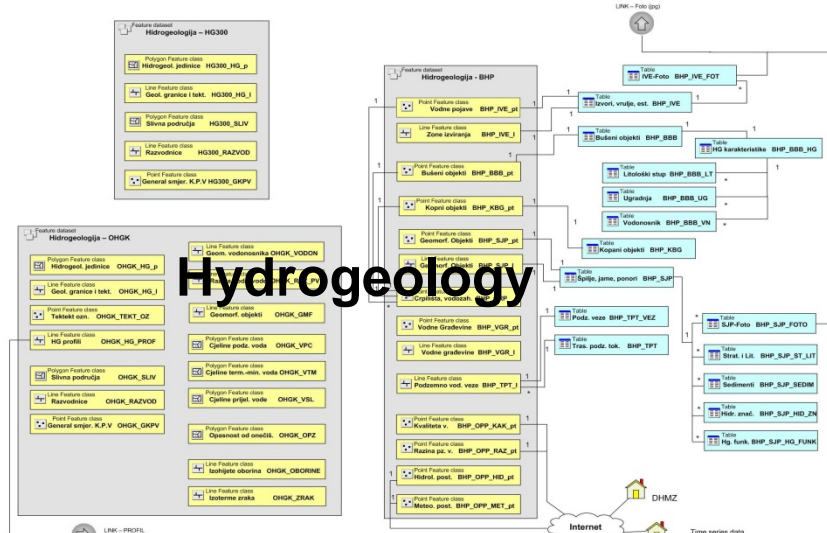 LINK – Foto (jpg)
Feature dataset
Hidrogeologija – HG300
Polygon Feature class
Hidrogeol. jedinice HG300_HG_p
Line Feature class
Geol. granice i tekt. HG300_HG_l
Polygon Feature class
Slivna područja HG300_SLIV
Line Feature class
Razvodnice HG300_RAZVOD
Point Feature class
General smjer. K.P.V HG300_GKPV
Feature dataset
Hidrogeologija - BHP
Point Feature class
Vodne pojave BHP_IVE_pt
Line Feature class
Zone izviranja BHP_IVE_l
Point Feature class
Bušeni objekti BHP_BBB_pt
Point Feature class
Kopni objekti BHP_KBG_pt
Point Feature class
Geomorf. Objekti BHP_SJP_pt
Line Feature class
Geomorf. Objekti BHP_SJP_l
Crpilišta, vodozah.
Point Feature class
Vodne Građevine BHP_VGR_pt
Line Feature class
Vodne građevine BHP_VGR_l
Line Feature class
Podzemno vod. veze BHP_TPT_l
Point Feature class
Kvaliteta v. BHP_OPP_KAK_pt
Point Feature class
Razina pz. v. BHP_OPP_RAZ_pt
Point Feature class
Hidrol. post. BHP_OPP_HID_pt
Point Feature class
Meteo. post. BHP_OPP_MET_pt
Table
IVE-Foto BHP_IVE_FOT
Table
Izvori, vrulje, est. BHP_IVE
Table
Bušeni objekti BHP_BBB
Table
HG karakteristike BHP_BBB_HG
Table
Litološki stup BHP_BBB_LT
Table
Ugradnja BHP_BBB_UG
Table
Vodonosnik BHP_BBB_VN
Table
Kopani objekti BHP_KBG
Table
Spilje, jame, ponori BHP_SJP
Table
Podz. veze BHP_TPT_VEZ
Table
Tras. podz. tok. BHP_TPT
Table
SJP-Foto BHP_SJP_FOTO
Table
Strat. i Lit. BHP_SJP_ST_LIT
Table
Sedimenti BHP_SJP_SEDIM
Table
Hidr. znač. BHP_SJP_HID_ZN
Table
Hg. funk. BHP_SJP_HG_FUNK
Feature dataset
Hidrogeologija – OHGK
Polygon Feature class
Hidrogeol. jedinice OHGK_HG_p
Line Feature class
Geol. granice i tekt. OHGK_HG_l
Point Feature class
Tektekt ozn. OHGK_TEKT_OZ
Line Feature class
HG profili OHGK_HG_PROF
Polygon Feature class
Slivna područja OHGK_SLIV
Line Feature class
Razvodnice OHGK_RAZVOD
Point Feature class
General smjer. K.P.V OHGK_GKPV
Line Feature class
Geom. vodonosnika OHGK_VODON
Line Feature class
Geomorf. objekti OHGK_GMF
Polygon Feature class
Cjeline podz. voda OHGK_VPC
Polygon Feature class
Cjeline term.-min. voda OHGK_VTM
Polygon Feature class
Cjeline prijel. vode OHGK_VSL
Polygon Feature class
Opasnost od onečiš. OHGK_OPZ
Line Feature class
Izohijete oborina OHGK_OBORINE
Line Feature class
Izoterme zraka OHGK_ZRAK
Hydrogeology
DHMZ
Internet
Time series data
LINK – PROFIL